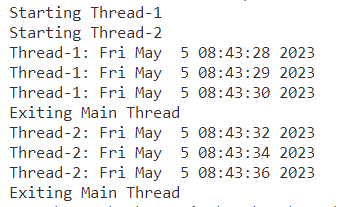 Starting Thread-1
Starting Thread-2
Thread-1: Fri May  5 08:43:28 2023
Thread-1: Fri May  5 08:43:29 2023
Thread-1: Fri May  5 08:43:30 2023
Exiting Main Thread
Thread-2: Fri May  5 08:43:32 2023
Thread-2: Fri May  5 08:43:34 2023
Thread-2: Fri May  5 08:43:36 2023
Exiting Main Thread